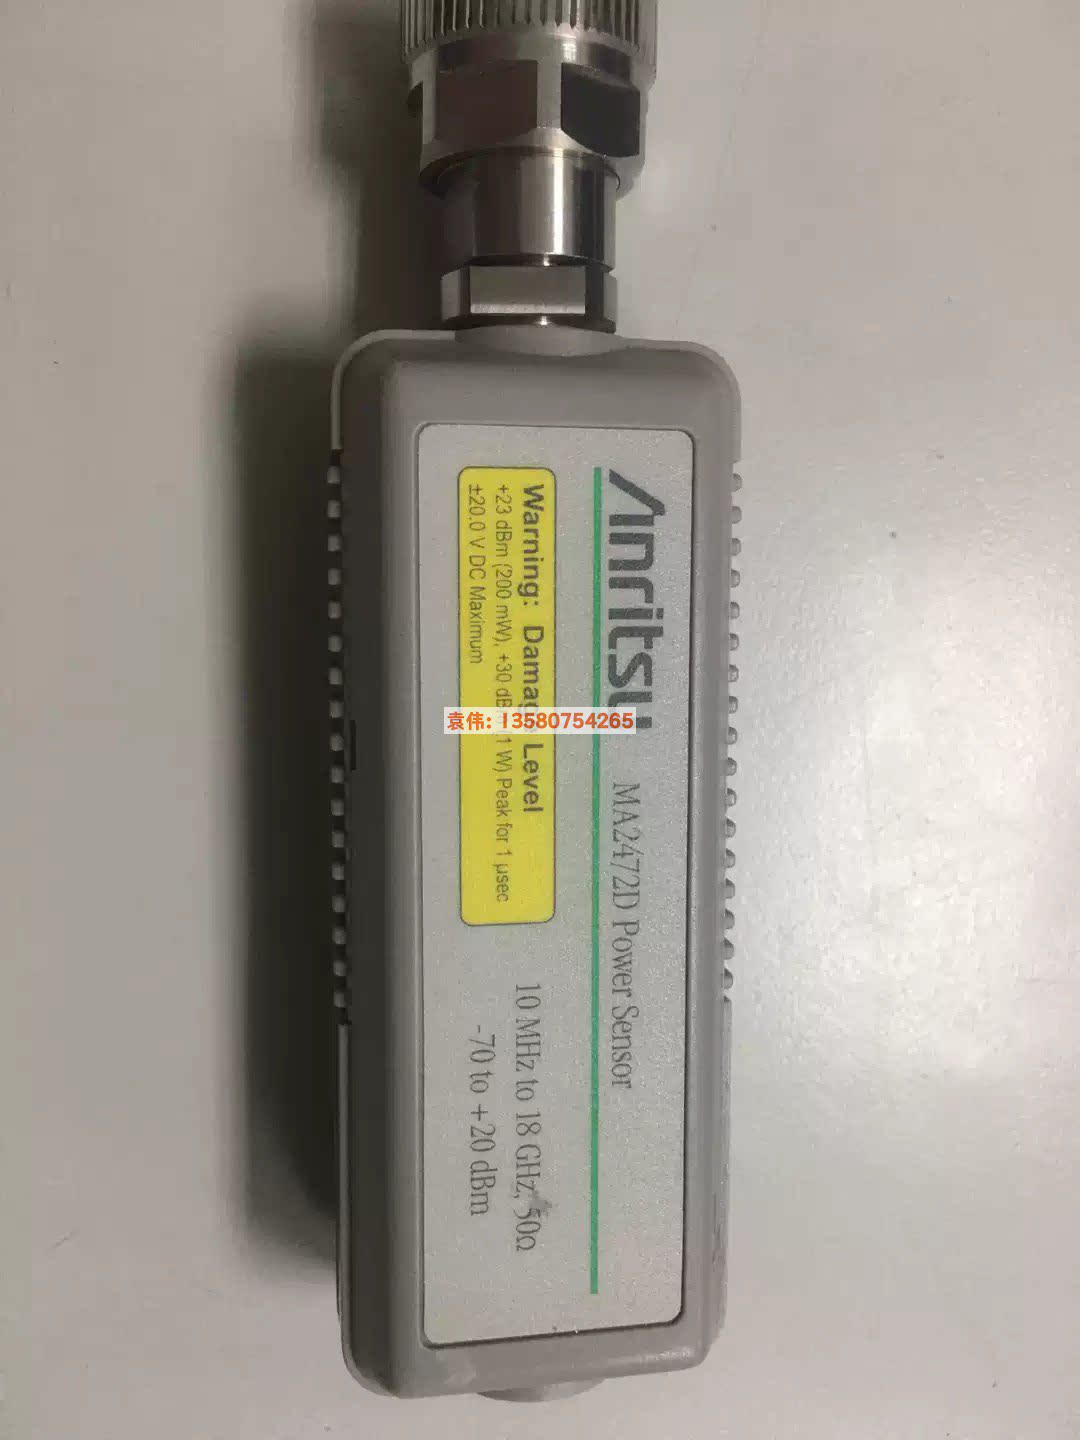 Anritsu
MA2472D Power Sensor
Warning: Damage Level
+23 dBm (200 mW), +30 dBm (1 W) Peak for 1 µsec
±20.0 V DC Maximum
10 MHz to 18 GHz, 50Ω
-70 to +20 dBm
袁伟: 13580754265